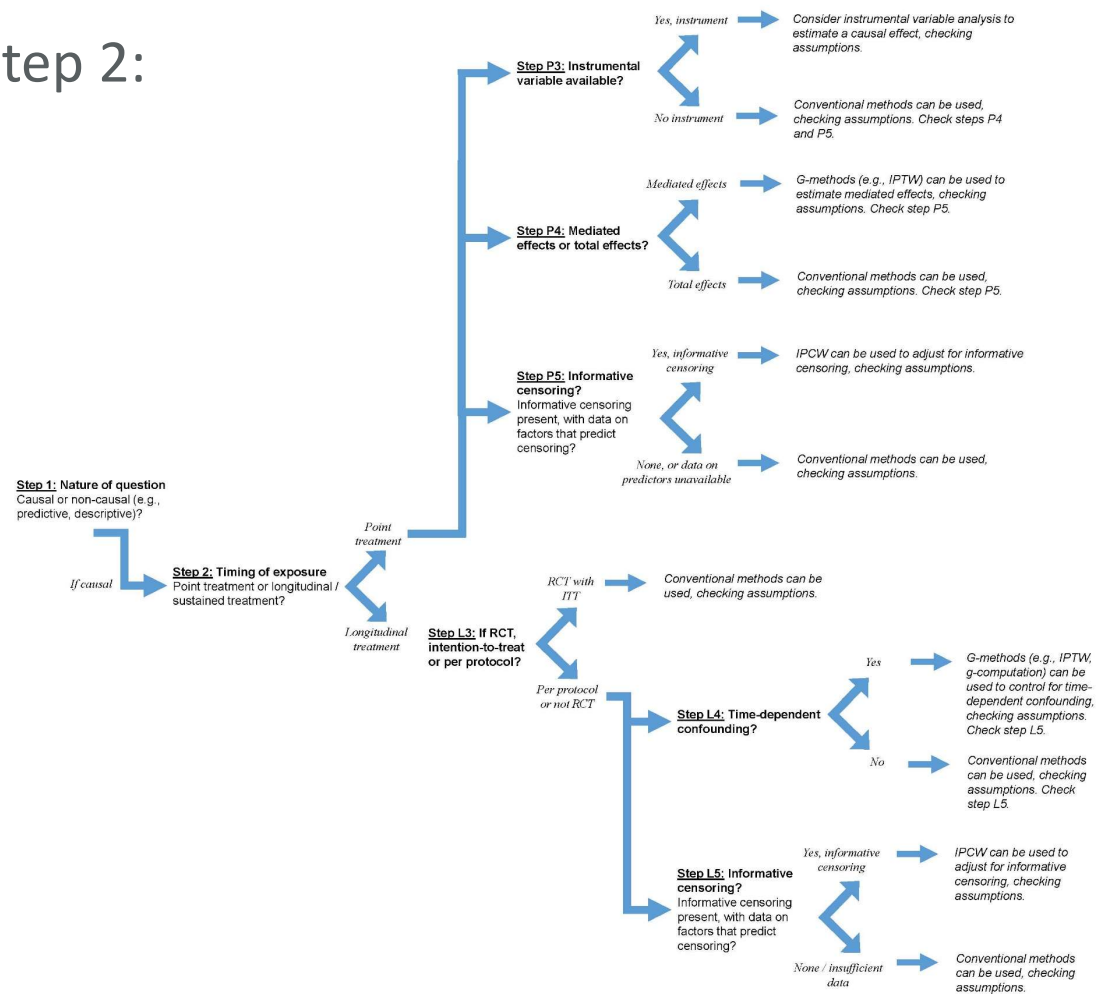 tep 2:
Yes, instrument
Consider instrumental variable analysis to
estimate a causal effect, checking
assumptions.
Step P3: Instrumental
variable available?
No instrument
Conventional methods can be used,
checking assumptions. Check steps P4
and P5.
Mediated effects
G-methods (e.g., IPTW) can be used to
estimate mediated effects, checking
assumptions. Check step P5.
Step P4: Mediated
effects or total effects?
Total effects
Conventional methods can be used,
checking assumptions. Check step P5.
Yes, informative
censoring
IPCW can be used to adjust for informative
censoring, checking assumptions.
Step P5: Informative
censoring?
Informative censoring
present, with data on
factors that predict
censoring?
None, or data on
predictors unavailable
Conventional methods can be used,
checking assumptions.
Step 1: Nature of question
Causal or non-causal (e.g.,
predictive, descriptive)?
If causal
Step 2: Timing of exposure
Point treatment or longitudinal /
sustained treatment?
Point
treatment
Longitudinal
treatment
Step L3: If RCT,
intention-to-treat
or per protocol?
RCT with
ITT
Conventional methods can be
used, checking assumptions.
Per protocol
or not RCT
Step L4: Time-dependent
confounding?
Yes
G-methods (e.g., IPTW,
g-computation) can be
used to control for time-
dependent confounding,
checking assumptions.
Check step L5.
No
Conventional methods
can be used, checking
assumptions. Check
step L5.
Step L5: Informative
censoring?
Informative censoring
present, with data on
factors that predict
censoring?
Yes, informative
censoring
IPCW can be used to
adjust for informative
censoring, checking
assumptions.
None / insufficient
data
Conventional methods
can be used, checking
assumptions.